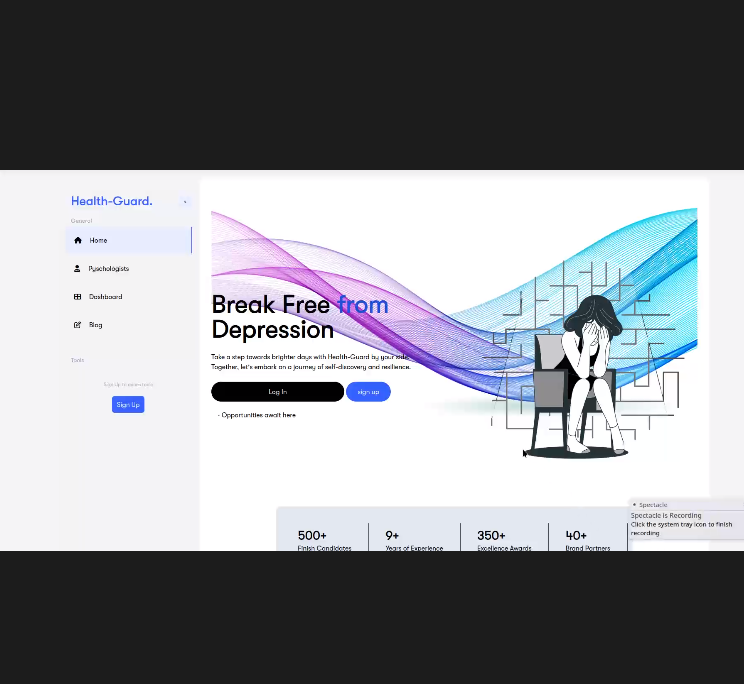 Health-Guard.
General
Home
Pyschologists
Dashboard
Blog
Tools
Sign Up
Break Free from
Depression
Take a step towards brighter days with Health-Guard by your side.
Together, let's embark on a journey of self-discovery and resilience.
Log In
sign up
- Opportunities await here
500+
Finish Candidates
9+
Years of Experience
350+
Excellence Awards
40+
Brand Partners
Spectacle
Spectacle is Recording
Click the system tray icon to finish
recording